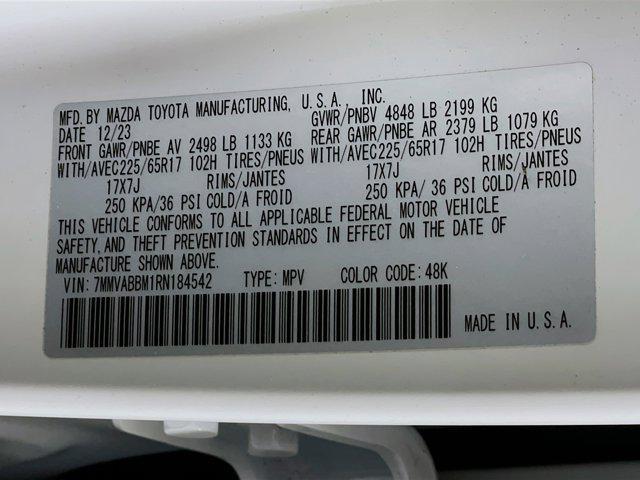 MFD. BY MAZDA TOYOTA MANUFACTURING, U.S.A., INC.
DATE 12/23 GVWR/PNBV 4848 LB 2199 KG
FRONT GAWR/PNBE AV 2498 LB 1133 KG REAR GAWR/PNBE AR 2379 LB 1079 KG
WITH/AVEC225/65R17 102H TIRES/PNEUS WITH/AVEC225/65R17 102H TIRES/PNEUS
17X7J RIMS/JANTES 17X7J RIMS/JANTES
250 KPA/36 PSI COLD/A FROID 250 KPA/ 36 PSI COLD/A FROID
THIS VEHICLE CONFORMS TO ALL APPLICABLE FEDERAL MOTOR VEHICLE
SAFETY, AND THEFT PREVENTION STANDARDS IN EFFECT ON THE DATE OF
MANUFACTURE SHOWN ABOVE.
VIN: 7MMVABBM1RN184542 TYPE: MPV COLOR CODE: 48K
MADE IN U.S.A.